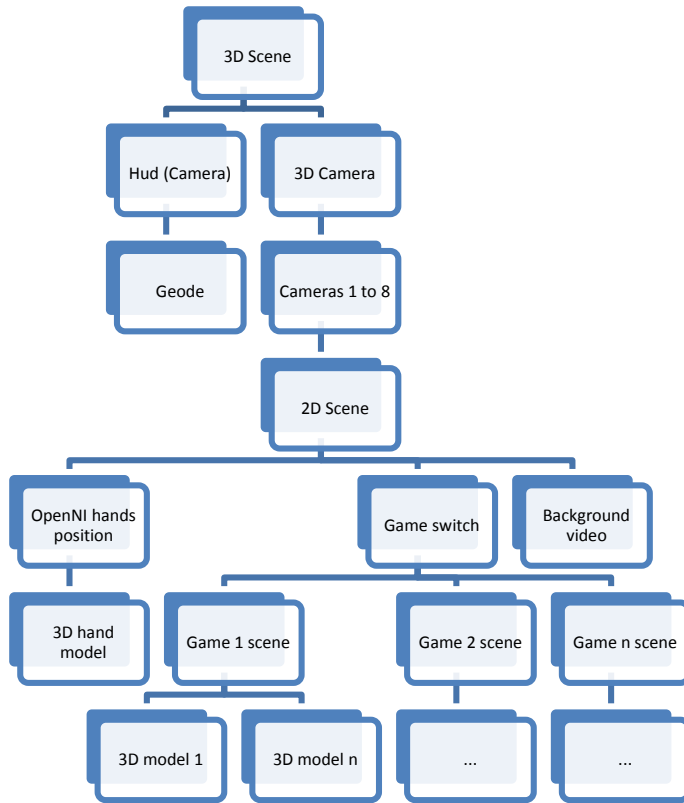 3D Scene
Hud (Camera)
3D Camera
Geode
Cameras 1 to 8
2D Scene
OpenNI hands
position
Game switch
Background
video
3D hand
model
Game 1 scene
Game 2 scene
Game n scene
3D model 1
3D model n
...
...